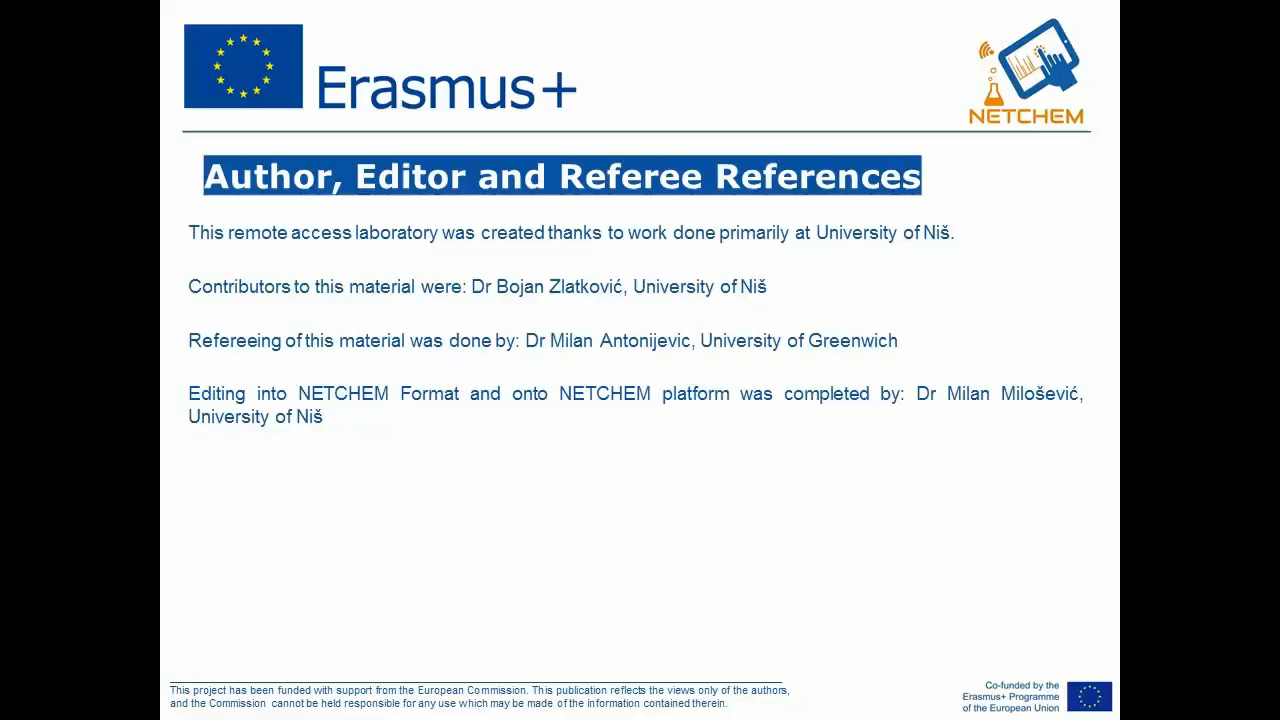 Erasmus+
NETCHEM
Author, Editor and Referee References
This remote access laboratory was created thanks to work done primarily at University of Niš.
Contributors to this material were: Dr Bojan Zlatković, University of Niš
Refereeing of this material was done by: Dr Milan Antonijevic, University of Greenwich
Editing into NETCHEM Format and onto NETCHEM platform was completed by: Dr Milan Milošević,
University of Niš
This project has been funded with support from the European Commission. This publication reflects the views only of the authors,
and the Commission cannot be held responsible for any use which may be made of the information contained therein.
Co-funded by the
Erasmus+ Programme
of the European Union